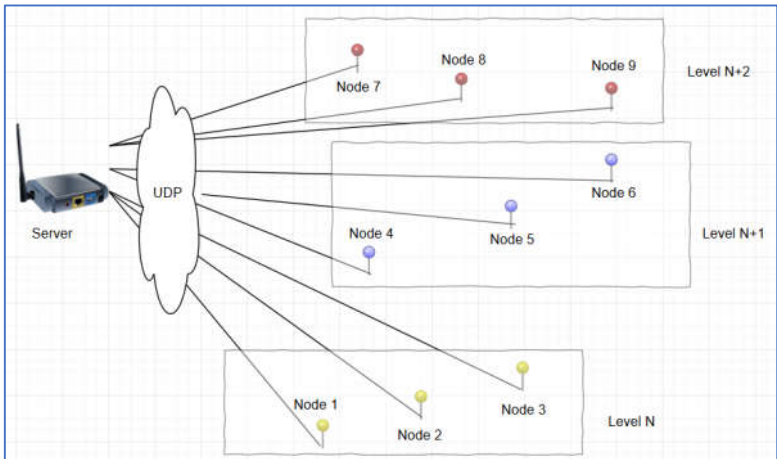 Node 7
Node 8
Node 9
Level N+2
UDP
Server
Node 6
Node 5
Node 4
Level N+1
Node 1
Node 2
Node 3
Level N